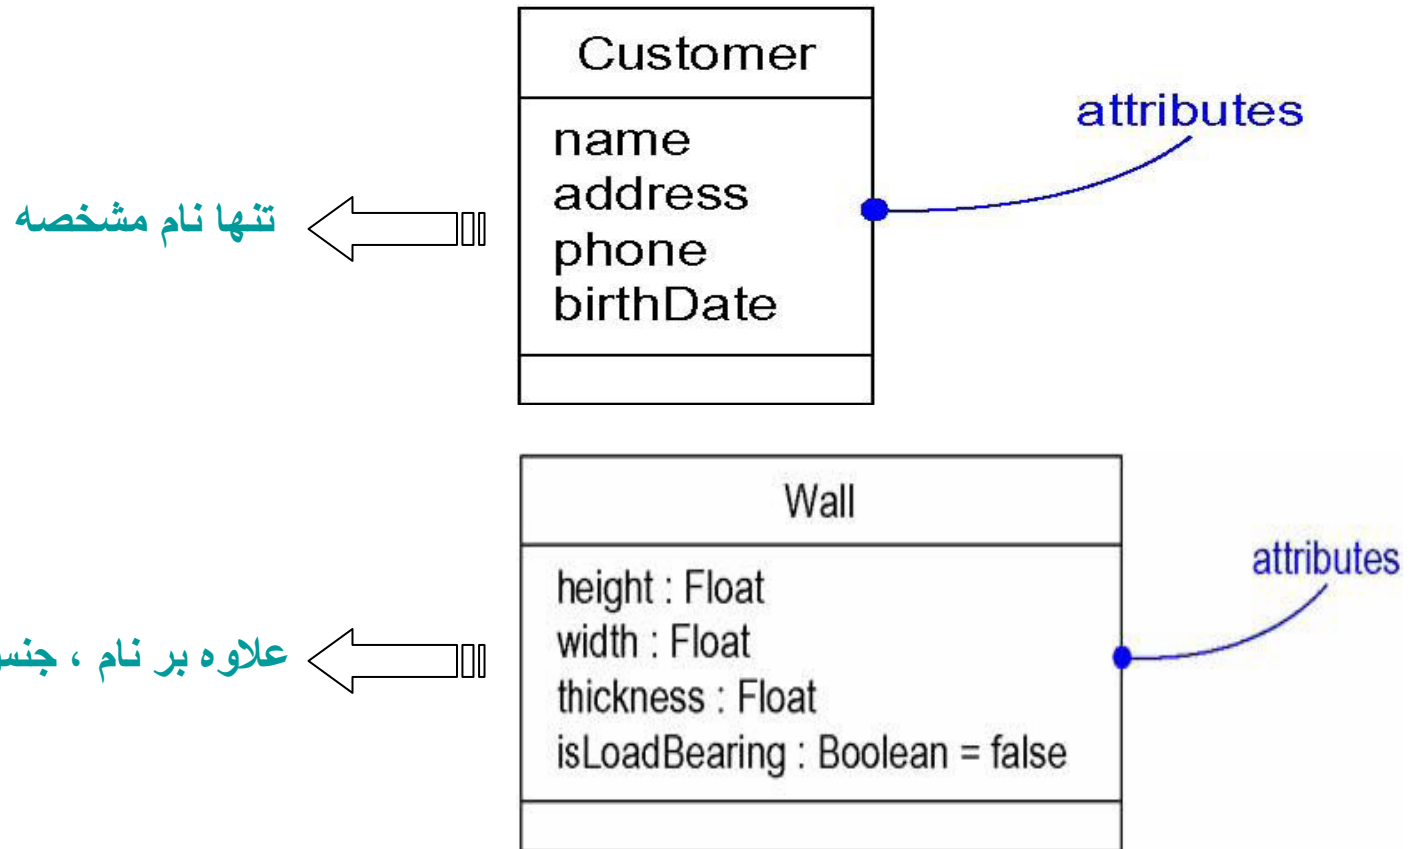 Customer
name
address
phone
birthDate
attributes
تنها نام مشخصه
Wall
height : Float
width : Float
thickness : Float
isLoadBearing : Boolean = false
attributes
علاوه بر نام ،